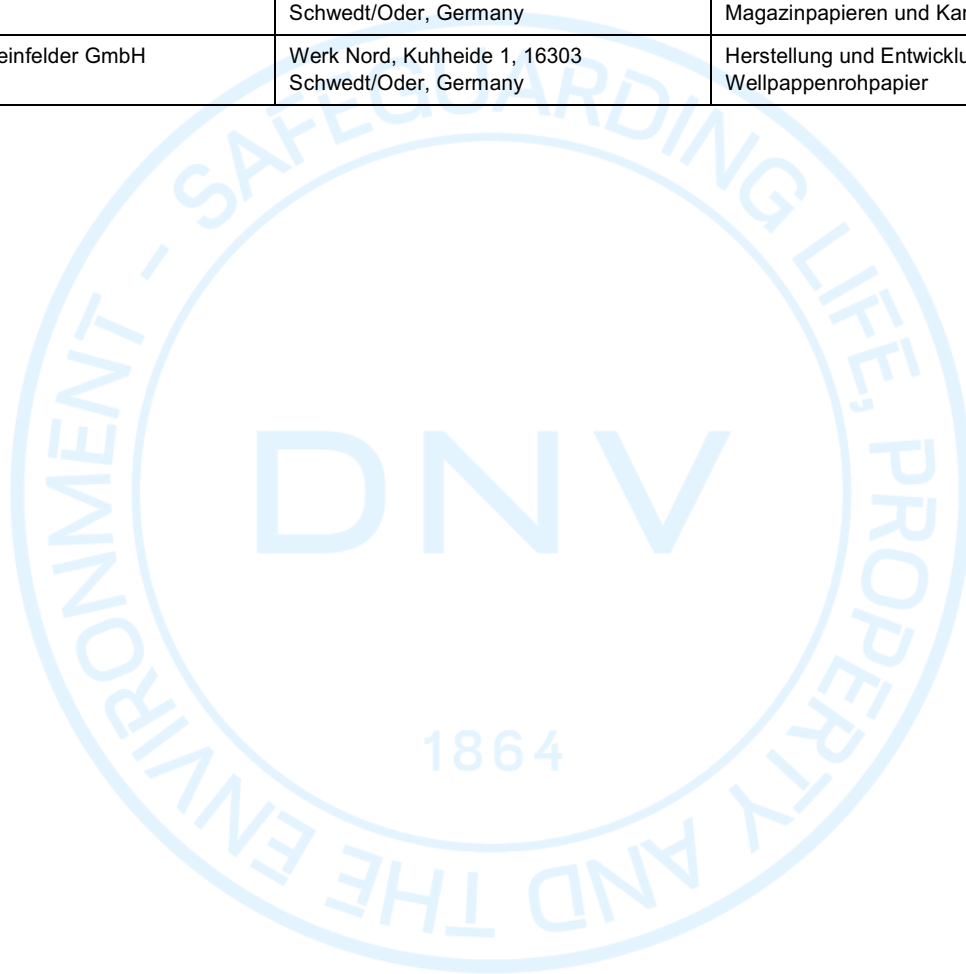 Schwedt/Oder, Germany
Magazinpapieren und Kar
einfelder GmbH
Werk Nord, Kuhheide 1, 16303
Schwedt/Oder, Germany
Herstellung und Entwicklu
Wellpappenrohpapier
SAFEGUARDING LIFE, PROPERTY AND THE ENVIRONMENT -
DNV
1864